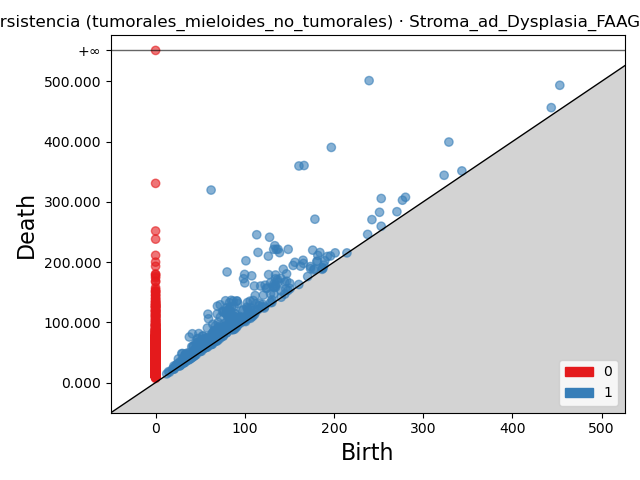 rsistencia (tumorales_mieloides_no_tumorales) · Stroma_ad_Dysplasia_FAAG
+∞
500.000
400.000
300.000
200.000
100.000
0.000
Death
0 100 200 300 400 500
Birth
0
1